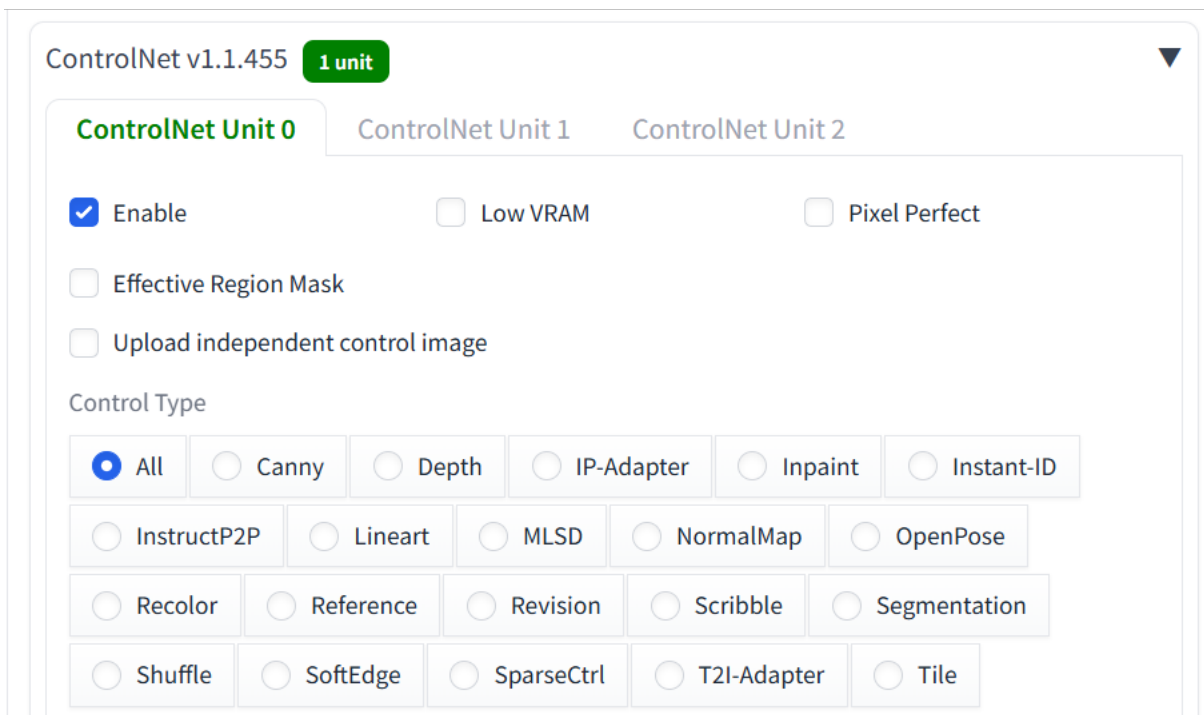 ControlNet v1.1.455 1 unit ▼
ControlNet Unit 0 ControlNet Unit 1 ControlNet Unit 2
Enable Low VRAM Pixel Perfect
Effective Region Mask
Upload independent control image
Control Type
All Canny Depth IP-Adapter Inpaint Instant-ID
InstructP2P Lineart MLSD NormalMap OpenPose
Recolor Reference Revision Scribble Segmentation
Shuffle SoftEdge SparseCtrl T2I-Adapter Tile